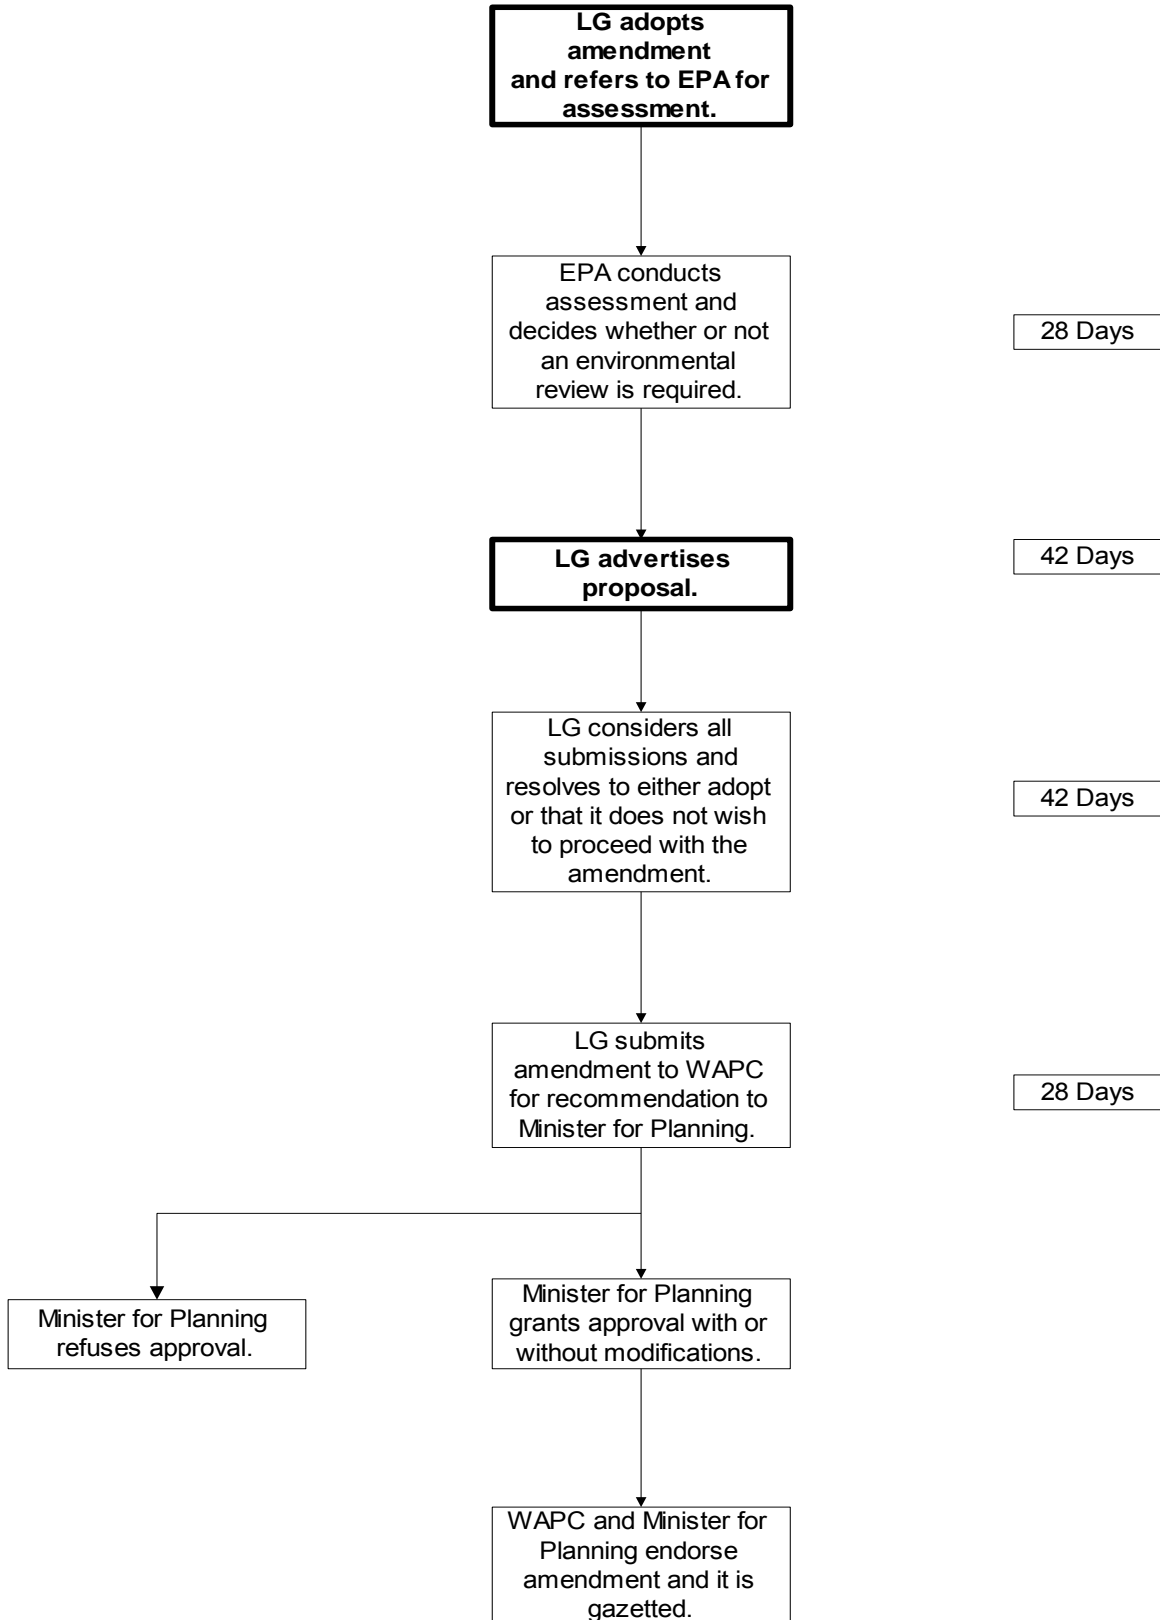 LG adopts
amendment
and refers to EPA for
assessment.
EPA conducts
assessment and
decides whether or not
an environmental
review is required.
28 Days
LG advertises
proposal.
42 Days
LG considers all
submissions and
resolves to either adopt
or that it does not wish
to proceed with the
amendment.
42 Days
LG submits
amendment to WAPC
for recommendation to
Minister for Planning.
28 Days
Minister for Planning
refuses approval.
Minister for Planning
grants approval with or
without modifications.
WAPC and Minister for
Planning endorse
amendment and it is
gazetted.